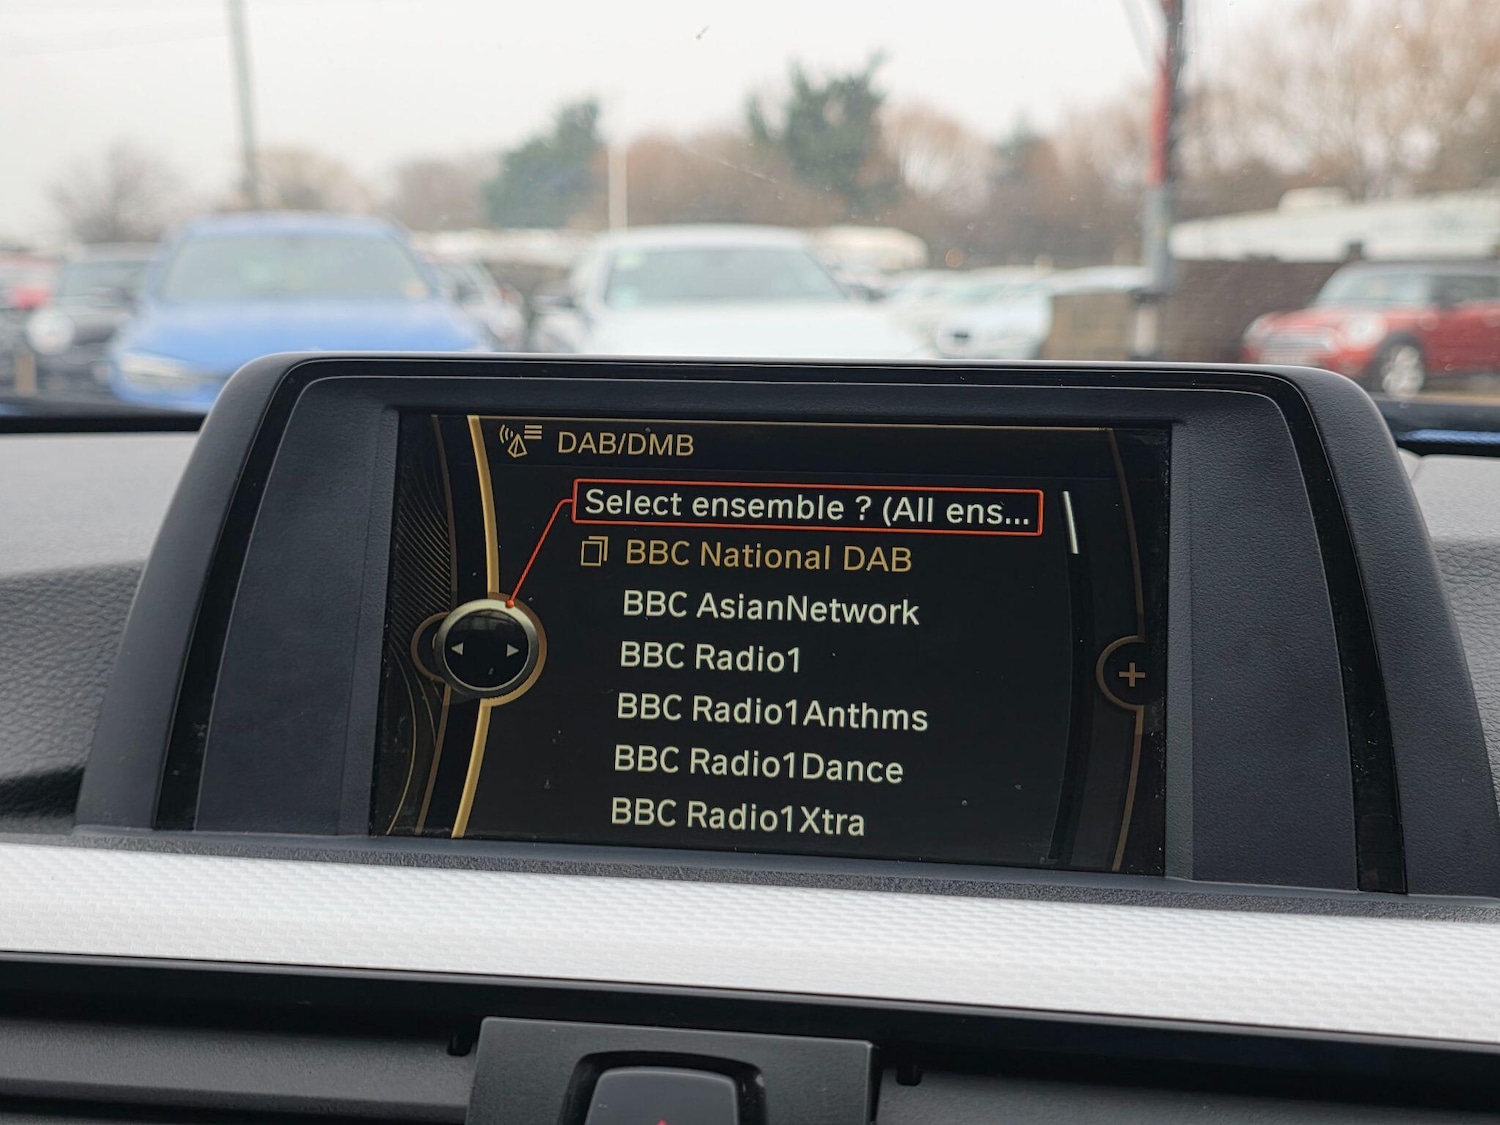 DAB/DMB
Select ensemble ? (All ens...
BBC National DAB
BBC AsianNetwork
BBC Radio1
BBC Radio1Anthms
BBC Radio1Dance
BBC Radio1Xtra